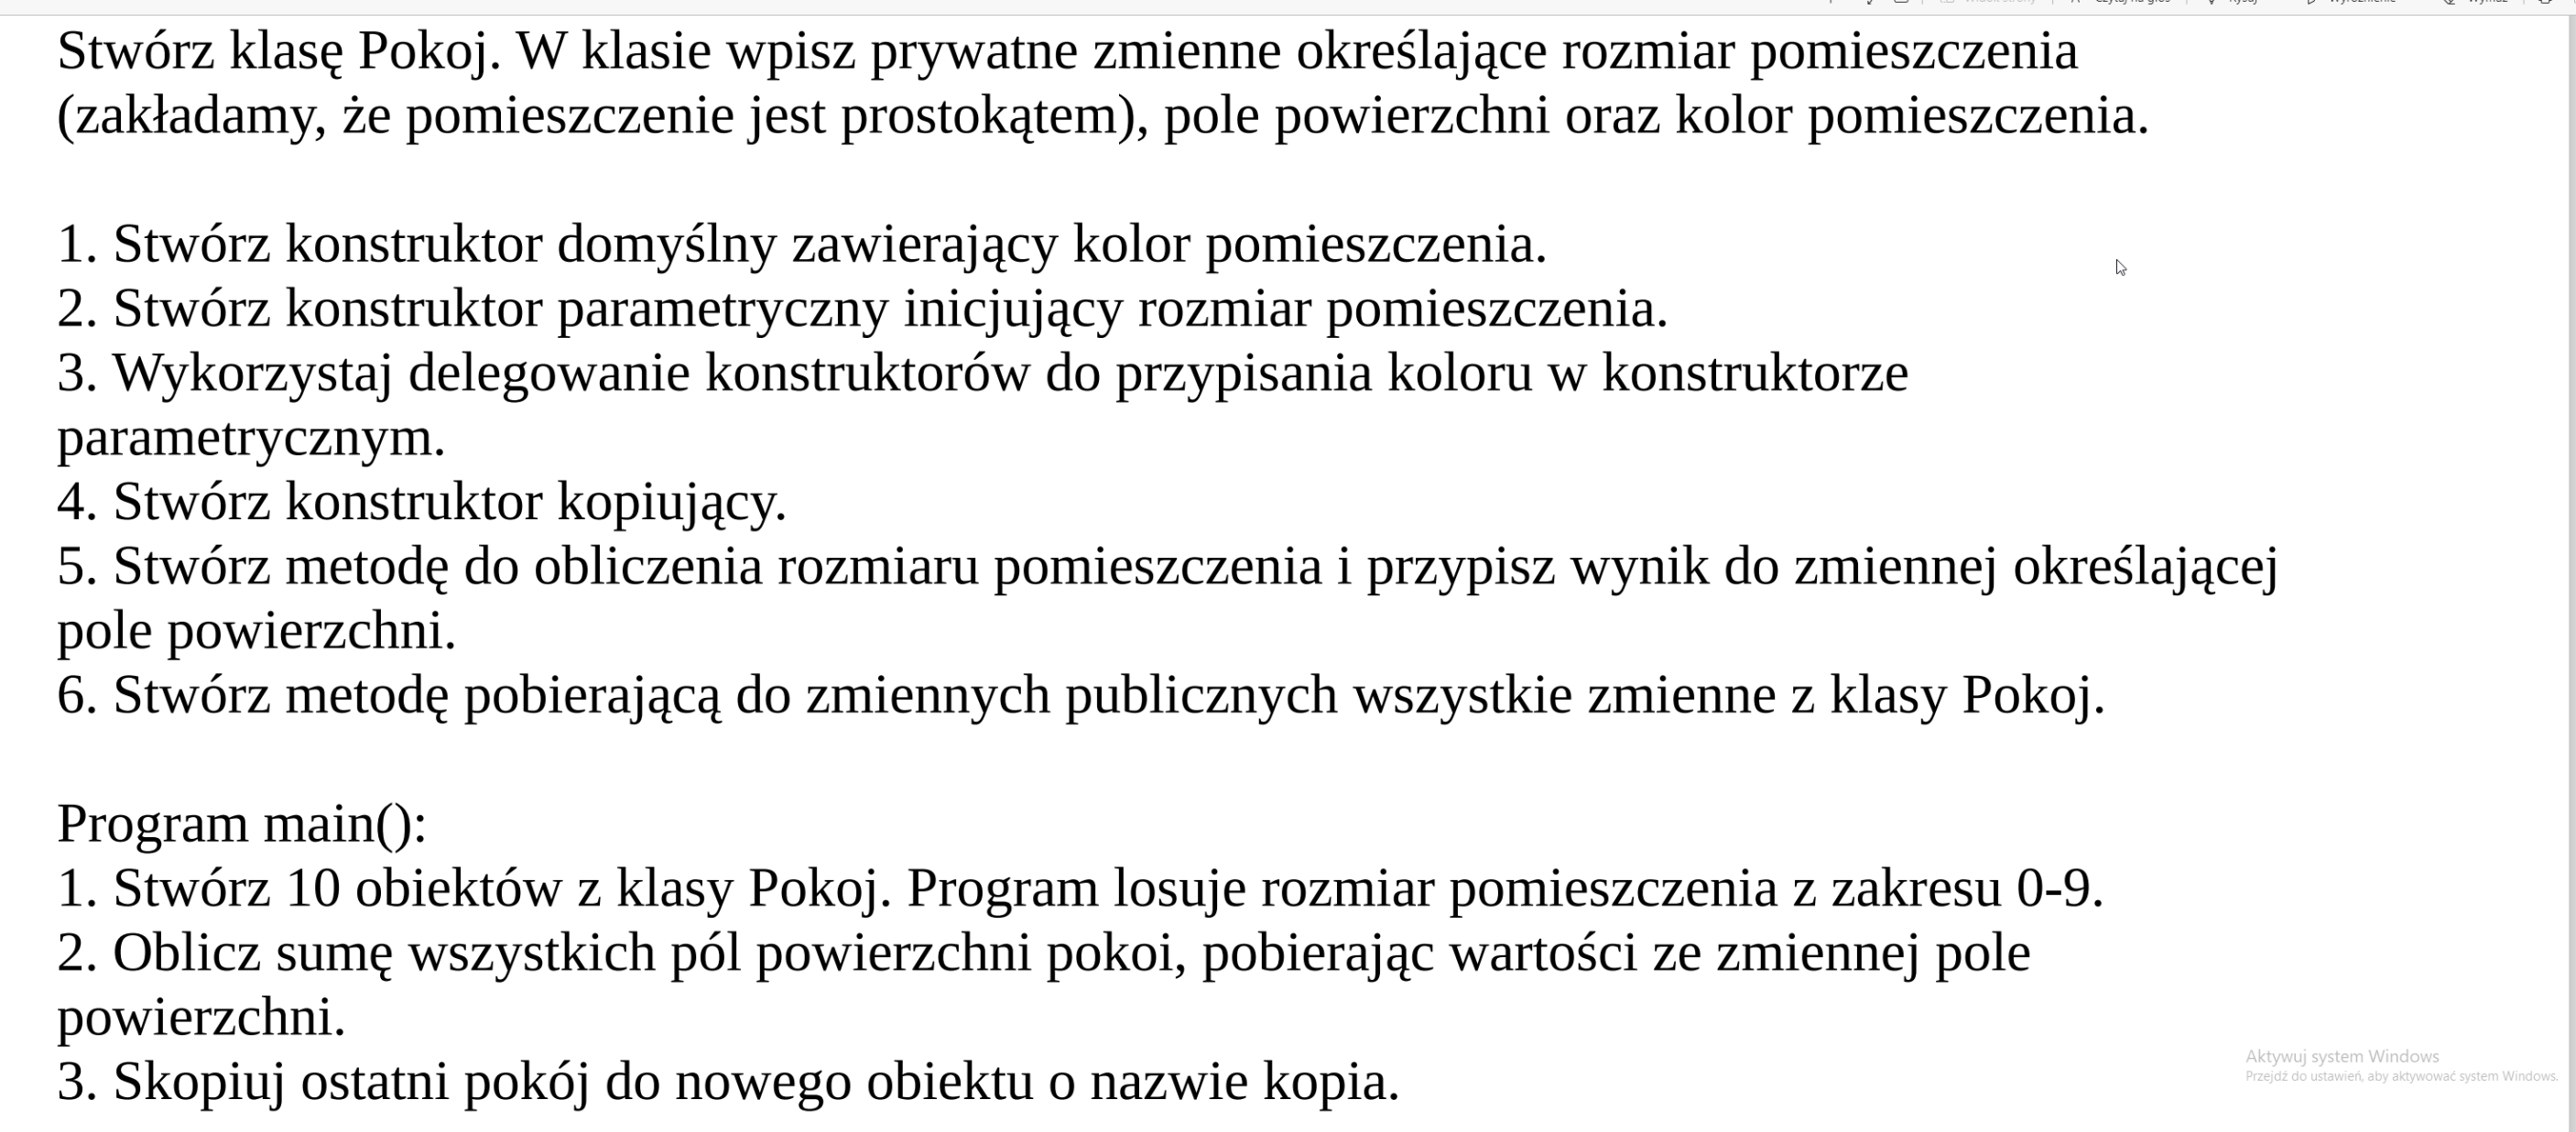 Czytaj na głos
Stwórz klasę Pokoj. W klasie wpisz prywatne zmienne określające rozmiar pomieszczenia
(zakładamy, że pomieszczenie jest prostokątem), pole powierzchni oraz kolor pomieszczenia.
1. Stwórz konstruktor domyślny zawierający kolor pomieszczenia.
2. Stwórz konstruktor parametryczny inicjujący rozmiar pomieszczenia.
3. Wykorzystaj delegowanie konstruktorów do przypisania koloru w konstruktorze
parametrycznym.
4. Stwórz konstruktor kopiujący.
5. Stwórz metodę do obliczenia rozmiaru pomieszczenia i przypisz wynik do zmiennej określającej
pole powierzchni.
6. Stwórz metodę pobierającą do zmiennych publicznych wszystkie zmienne z klasy Pokoj.
Program main():
1. Stwórz 10 obiektów z klasy Pokoj. Program losuje rozmiar pomieszczenia z zakresu 0-9.
2. Oblicz sumę wszystkich pól powierzchni pokoi, pobierając wartości ze zmiennej pole
powierzchni.
3. Skopiuj ostatni pokój do nowego obiektu o nazwie kopia.
Aktywuj system Windows
Przejdź do ustawień, aby aktywować system Windows.